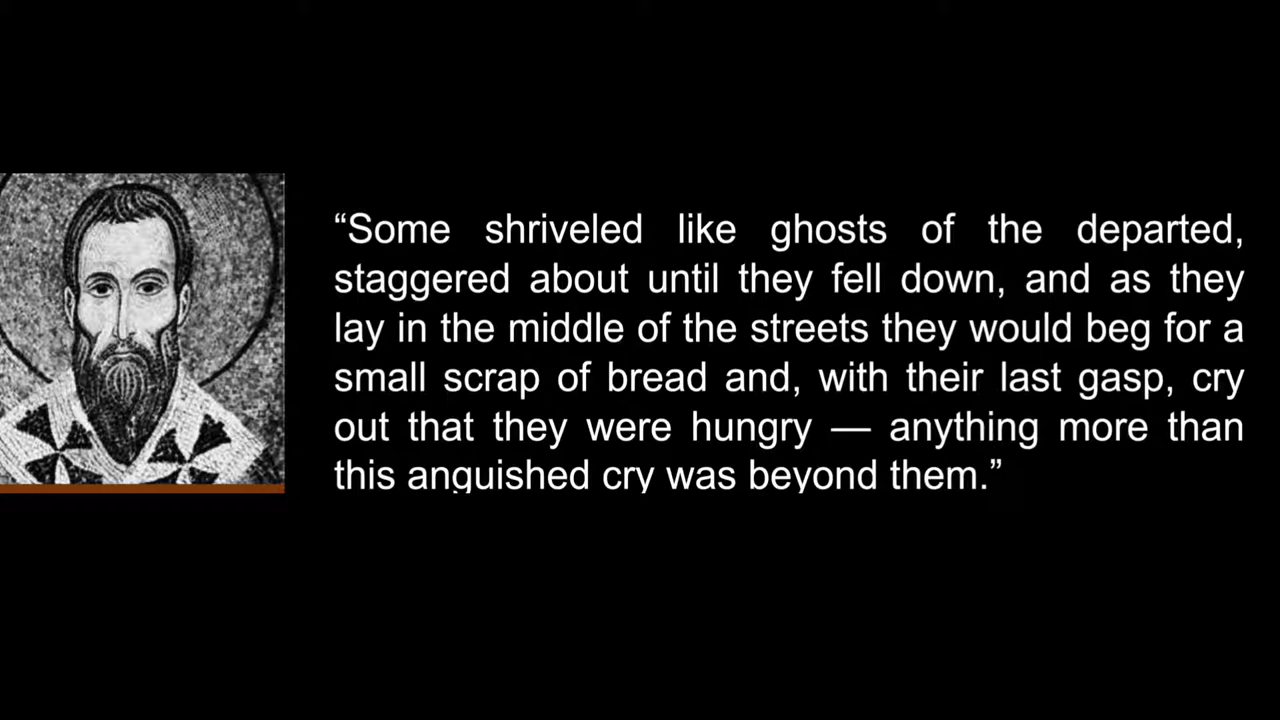 “Some shriveled like ghosts of the departed,
staggered about until they fell down, and as they
lay in the middle of the streets they would beg for a
small scrap of bread and, with their last gasp, cry
out that they were hungry — anything more than
this anguished cry was beyond them.”